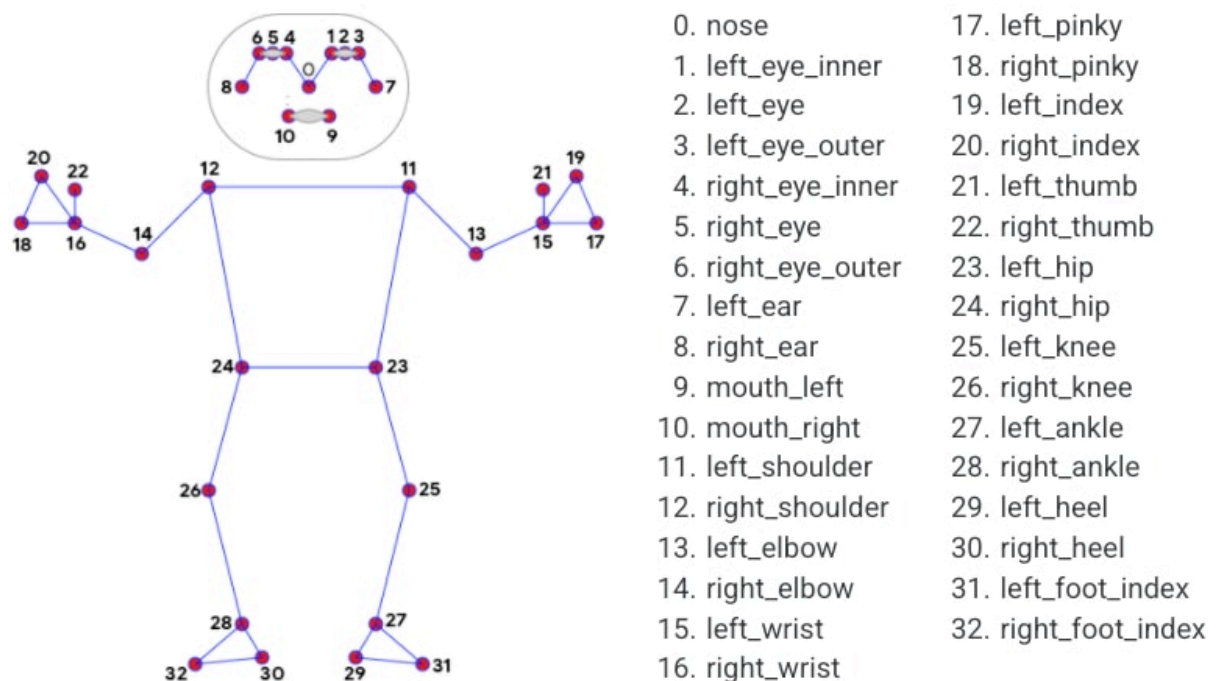 6 5 4 1 2 3
0
8 7
10 9
20 22 12 11 21 19
18 16 14 13 15 17
24 23
26 25
28 27
32 30 29 31
0. nose
1. left_eye_inner
2. left_eye
3. left_eye_outer
4. right_eye_inner
5. right_eye
6. right_eye_outer
7. left_ear
8. right_ear
9. mouth_left
10. mouth_right
11. left_shoulder
12. right_shoulder
13. left_elbow
14. right_elbow
15. left_wrist
16. right_wrist
17. left_pinky
18. right_pinky
19. left_index
20. right_index
21. left_thumb
22. right_thumb
23. left_hip
24. right_hip
25. left_knee
26. right_knee
27. left_ankle
28. right_ankle
29. left_heel
30. right_heel
31. left_foot_index
32. right_foot_index